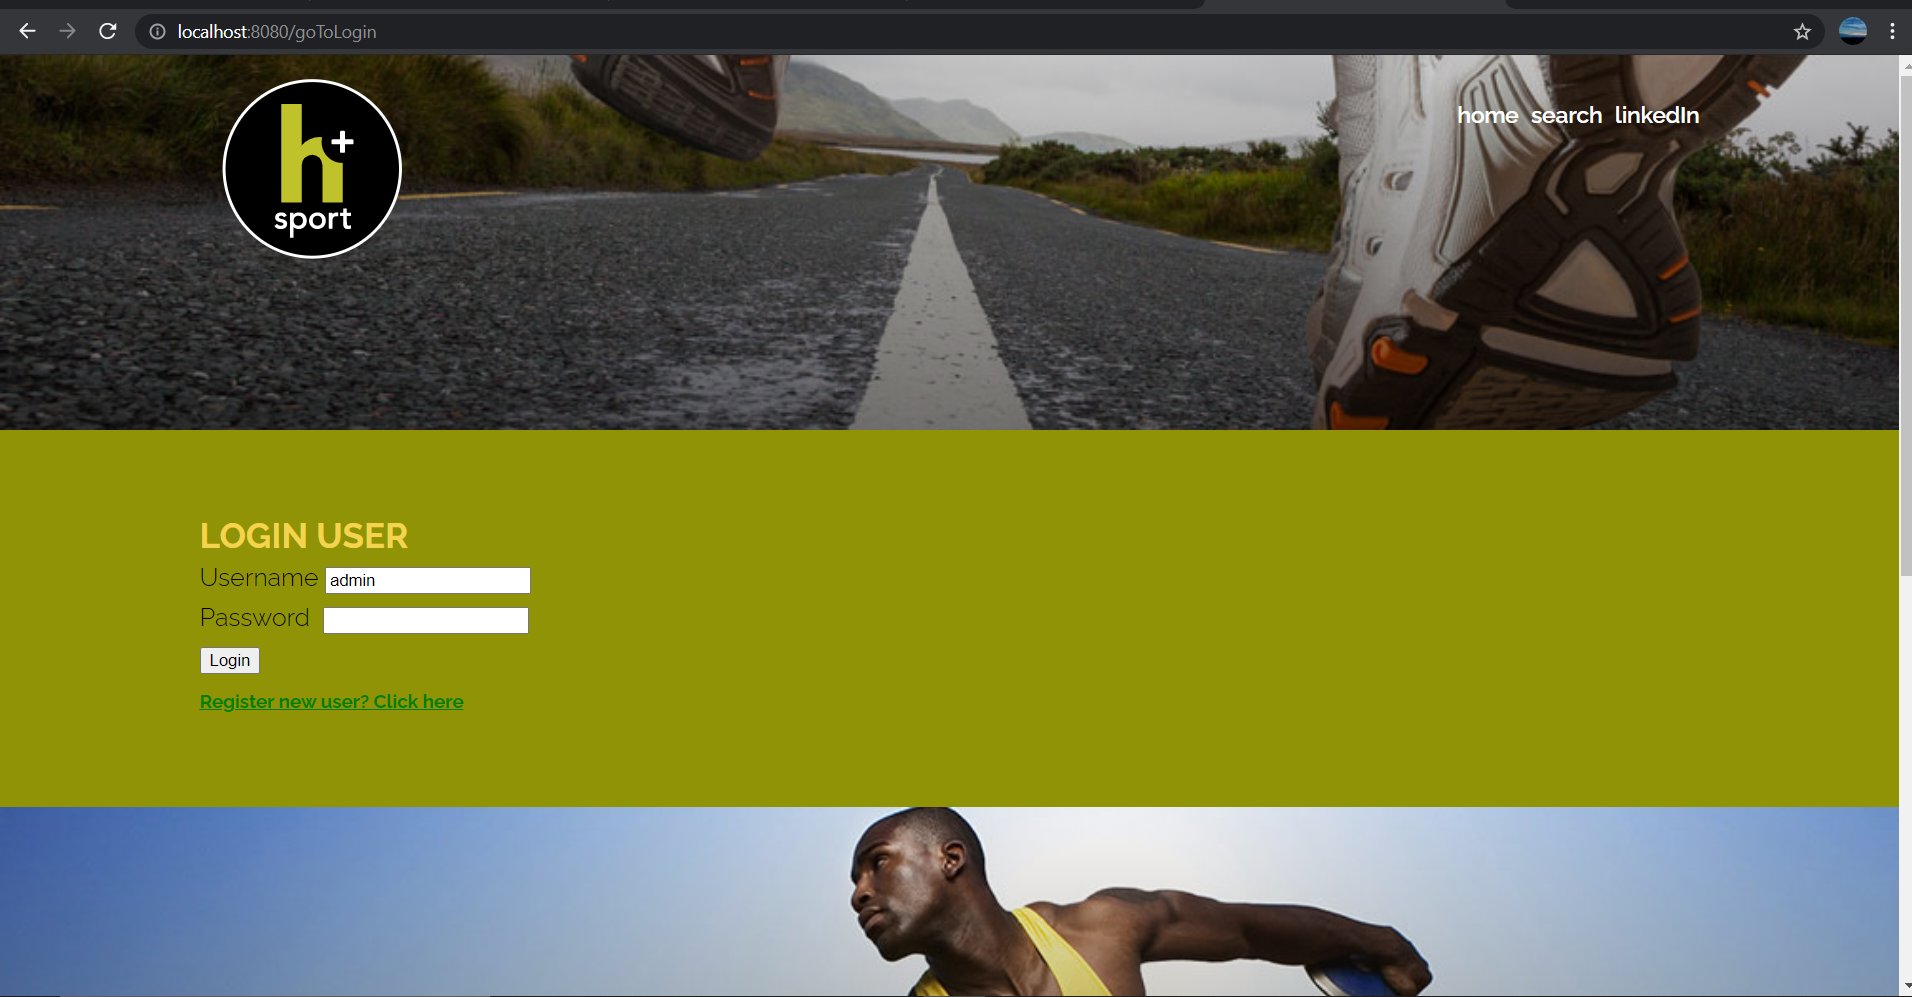 localhost:8080/goToLogin
h+
sport
home search linkedIn
LOGIN USER
Username admin
Password
Login
Register new user? Click here